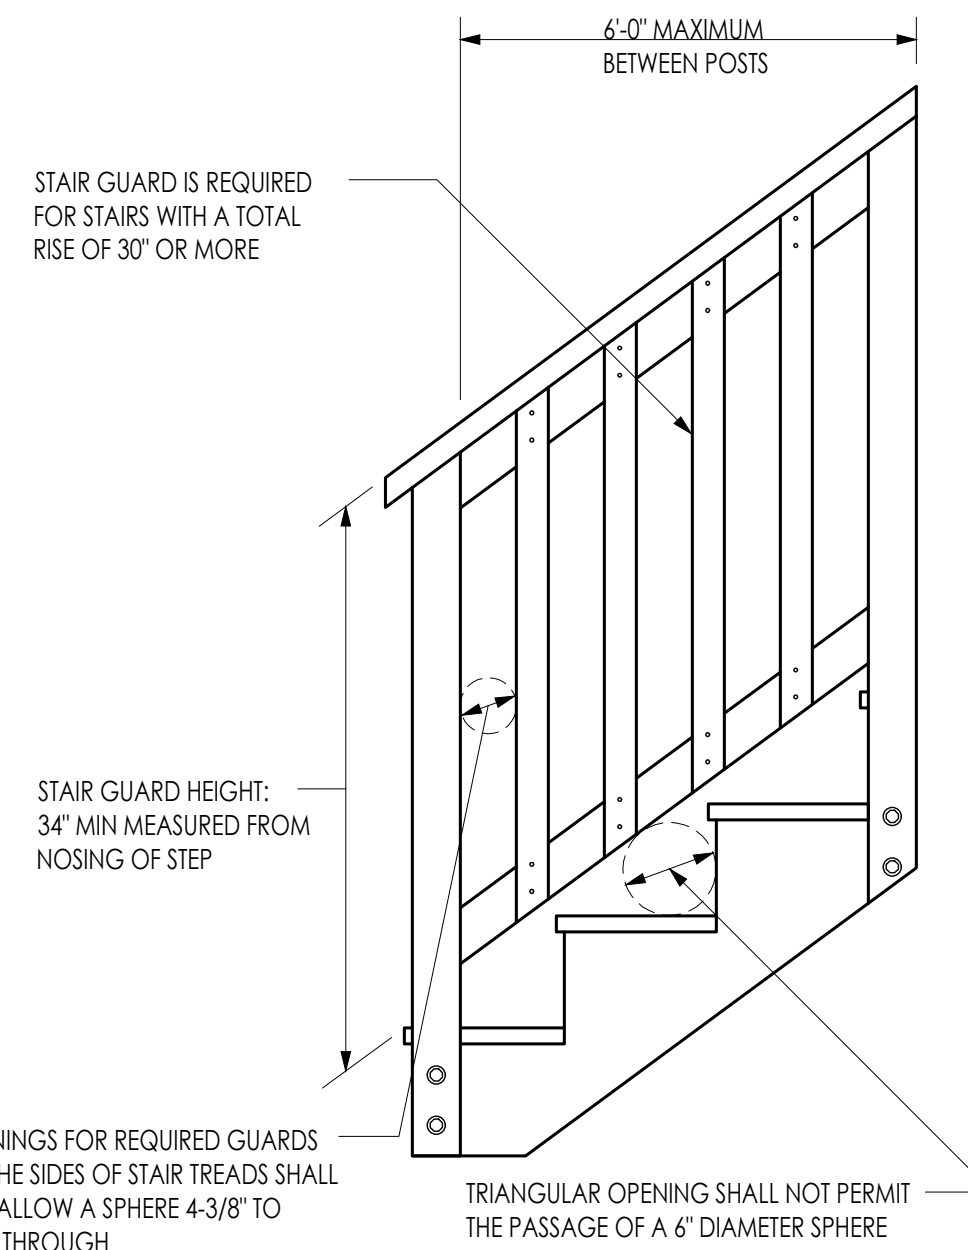 6'-0" MAXIMUM
BETWEEN POSTS
STAIR GUARD IS REQUIRED
FOR STAIRS WITH A TOTAL
RISE OF 30" OR MORE
STAIR GUARD HEIGHT:
34" MIN MEASURED FROM
NOSING OF STEP
NINGS FOR REQUIRED GUARDS
HE SIDES OF STAIR TREADS SHALL
ALLOW A SPHERE 4-3/8" TO
THROUGH
TRIANGULAR OPENING SHALL NOT PERMIT
THE PASSAGE OF A 6" DIAMETER SPHERE